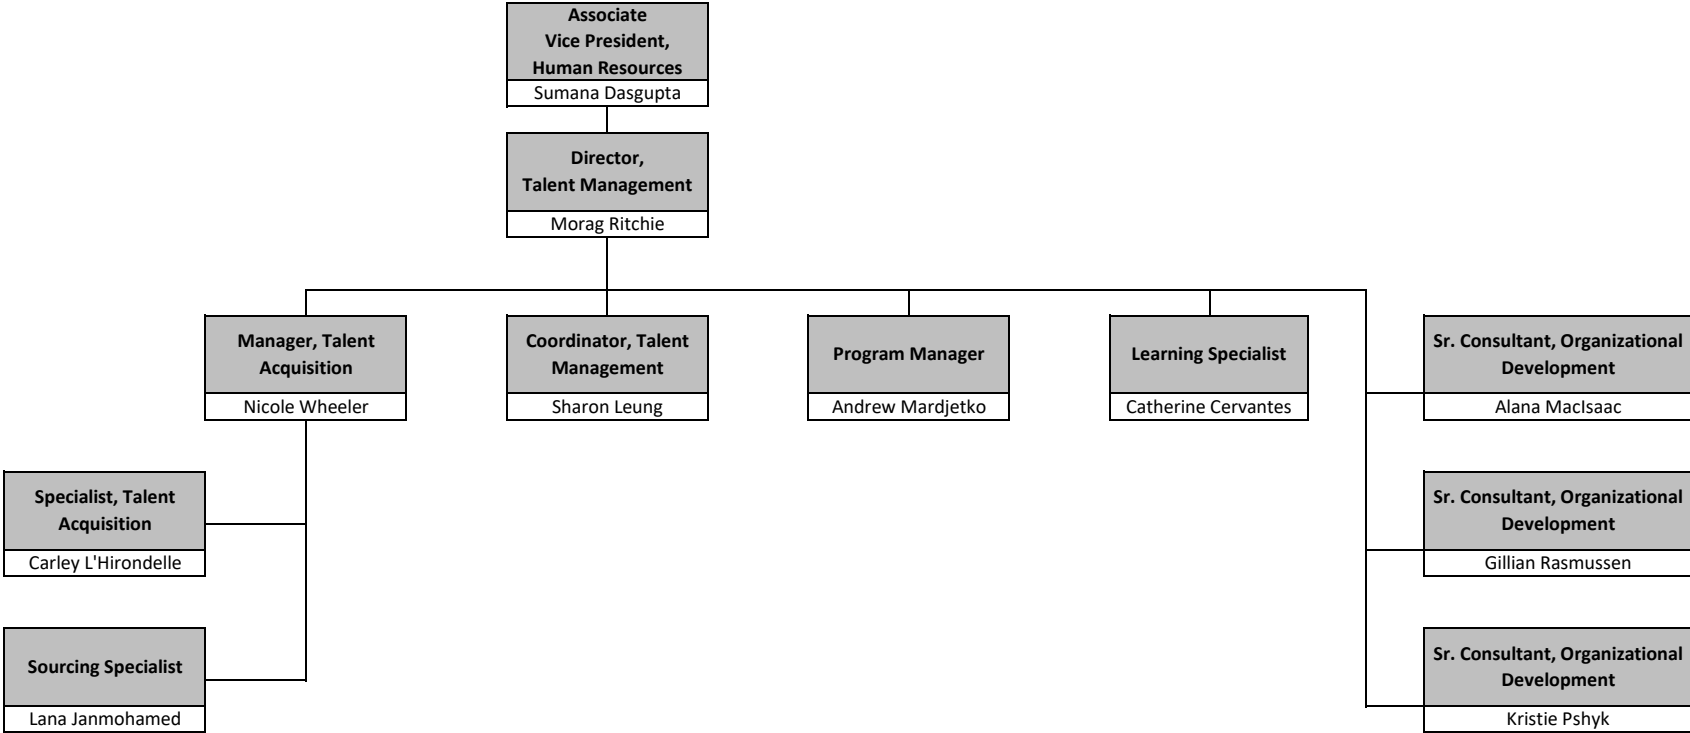 Associate
Vice President,
Human Resources
Sumana Dasgupta
Director,
Talent Management
Morag Ritchie
Manager, Talent
Acquisition
Nicole Wheeler
Coordinator, Talent
Management
Sharon Leung
Program Manager
Andrew Mardjetko
Learning Specialist
Catherine Cervantes
Sr. Consultant, Organizational
Development
Alana MacIsaac
Specialist, Talent
Acquisition
Carley L'Hirondelle
Sr. Consultant, Organizational
Development
Gillian Rasmussen
Sourcing Specialist
Lana Janmohamed
Sr. Consultant, Organizational
Development
Kristie Pshyk